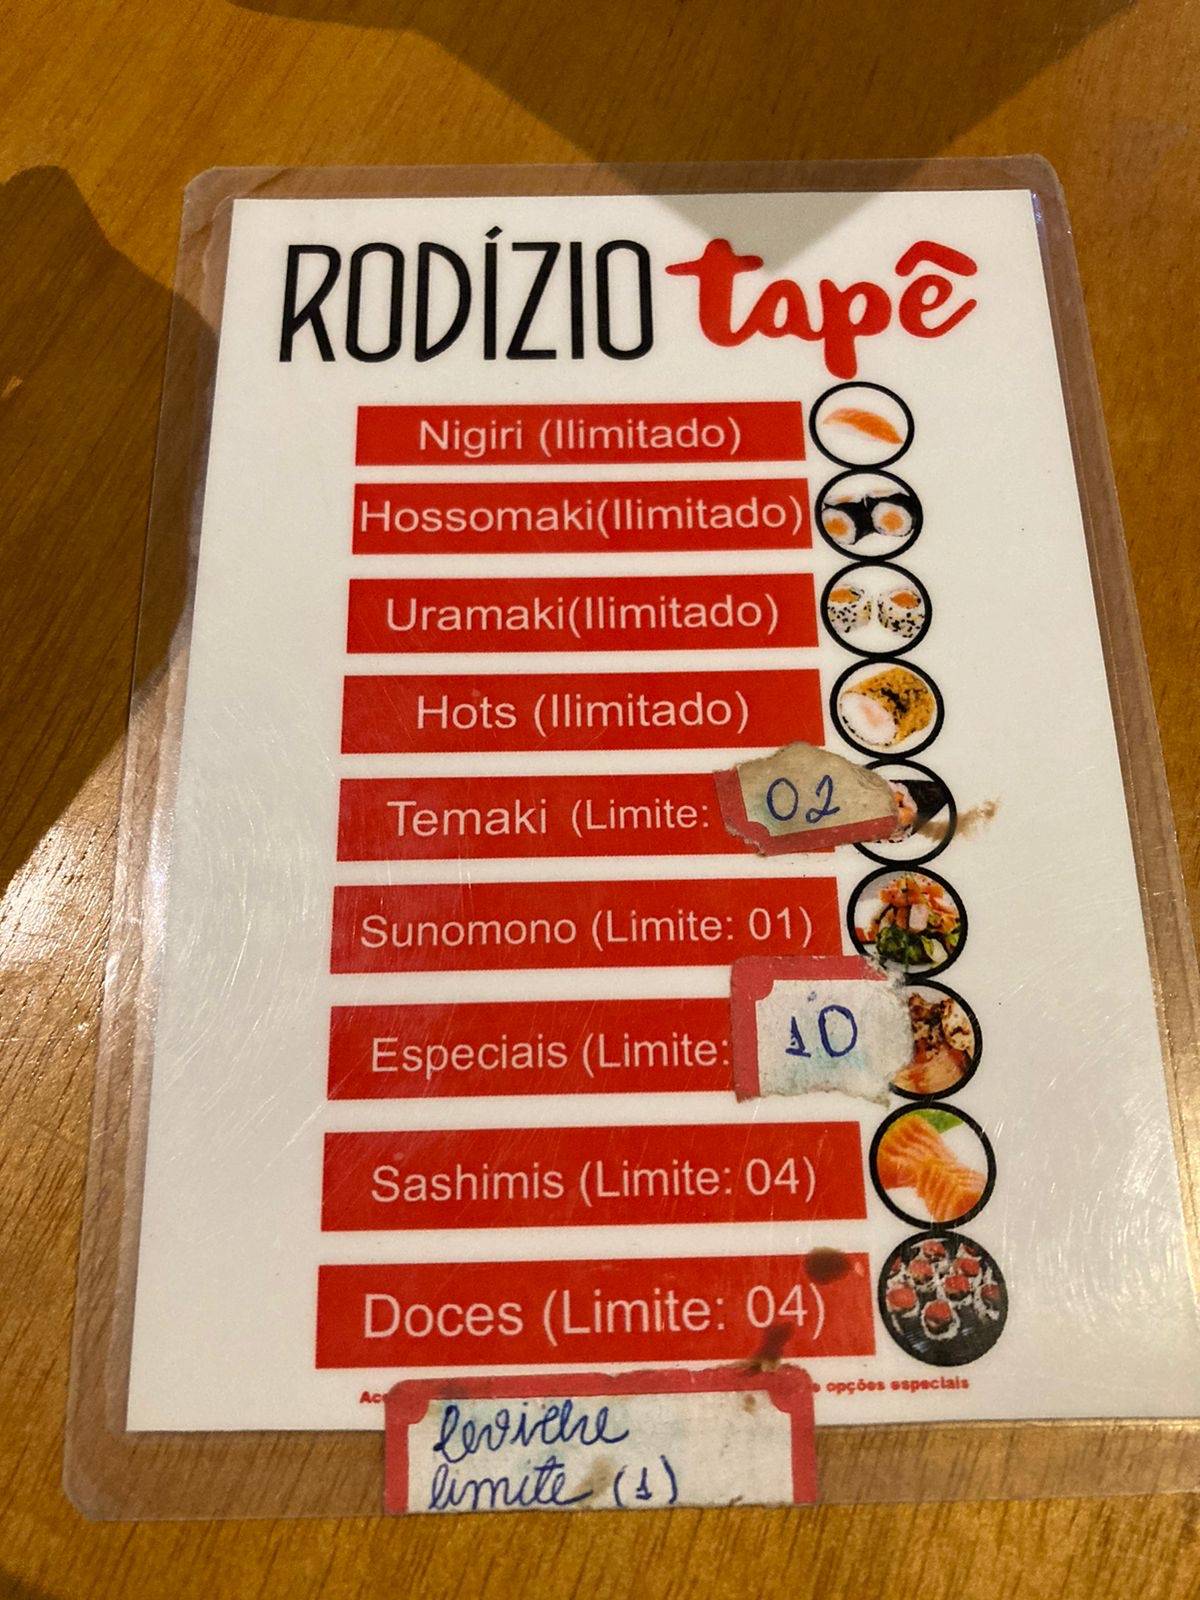 RODÍZIO tapê
Nigiri (Ilimitado)
Hossomaki(Ilimitado)
Uramaki(Ilimitado)
Hots (Ilimitado)
Temaki (Limite: 02
Sunomono (Limite: 01)
Especiais (Limite: 10
Sashimis (Limite: 04)
Doces (Limite: 04)
opções especiais
Ceviche
limite (1)